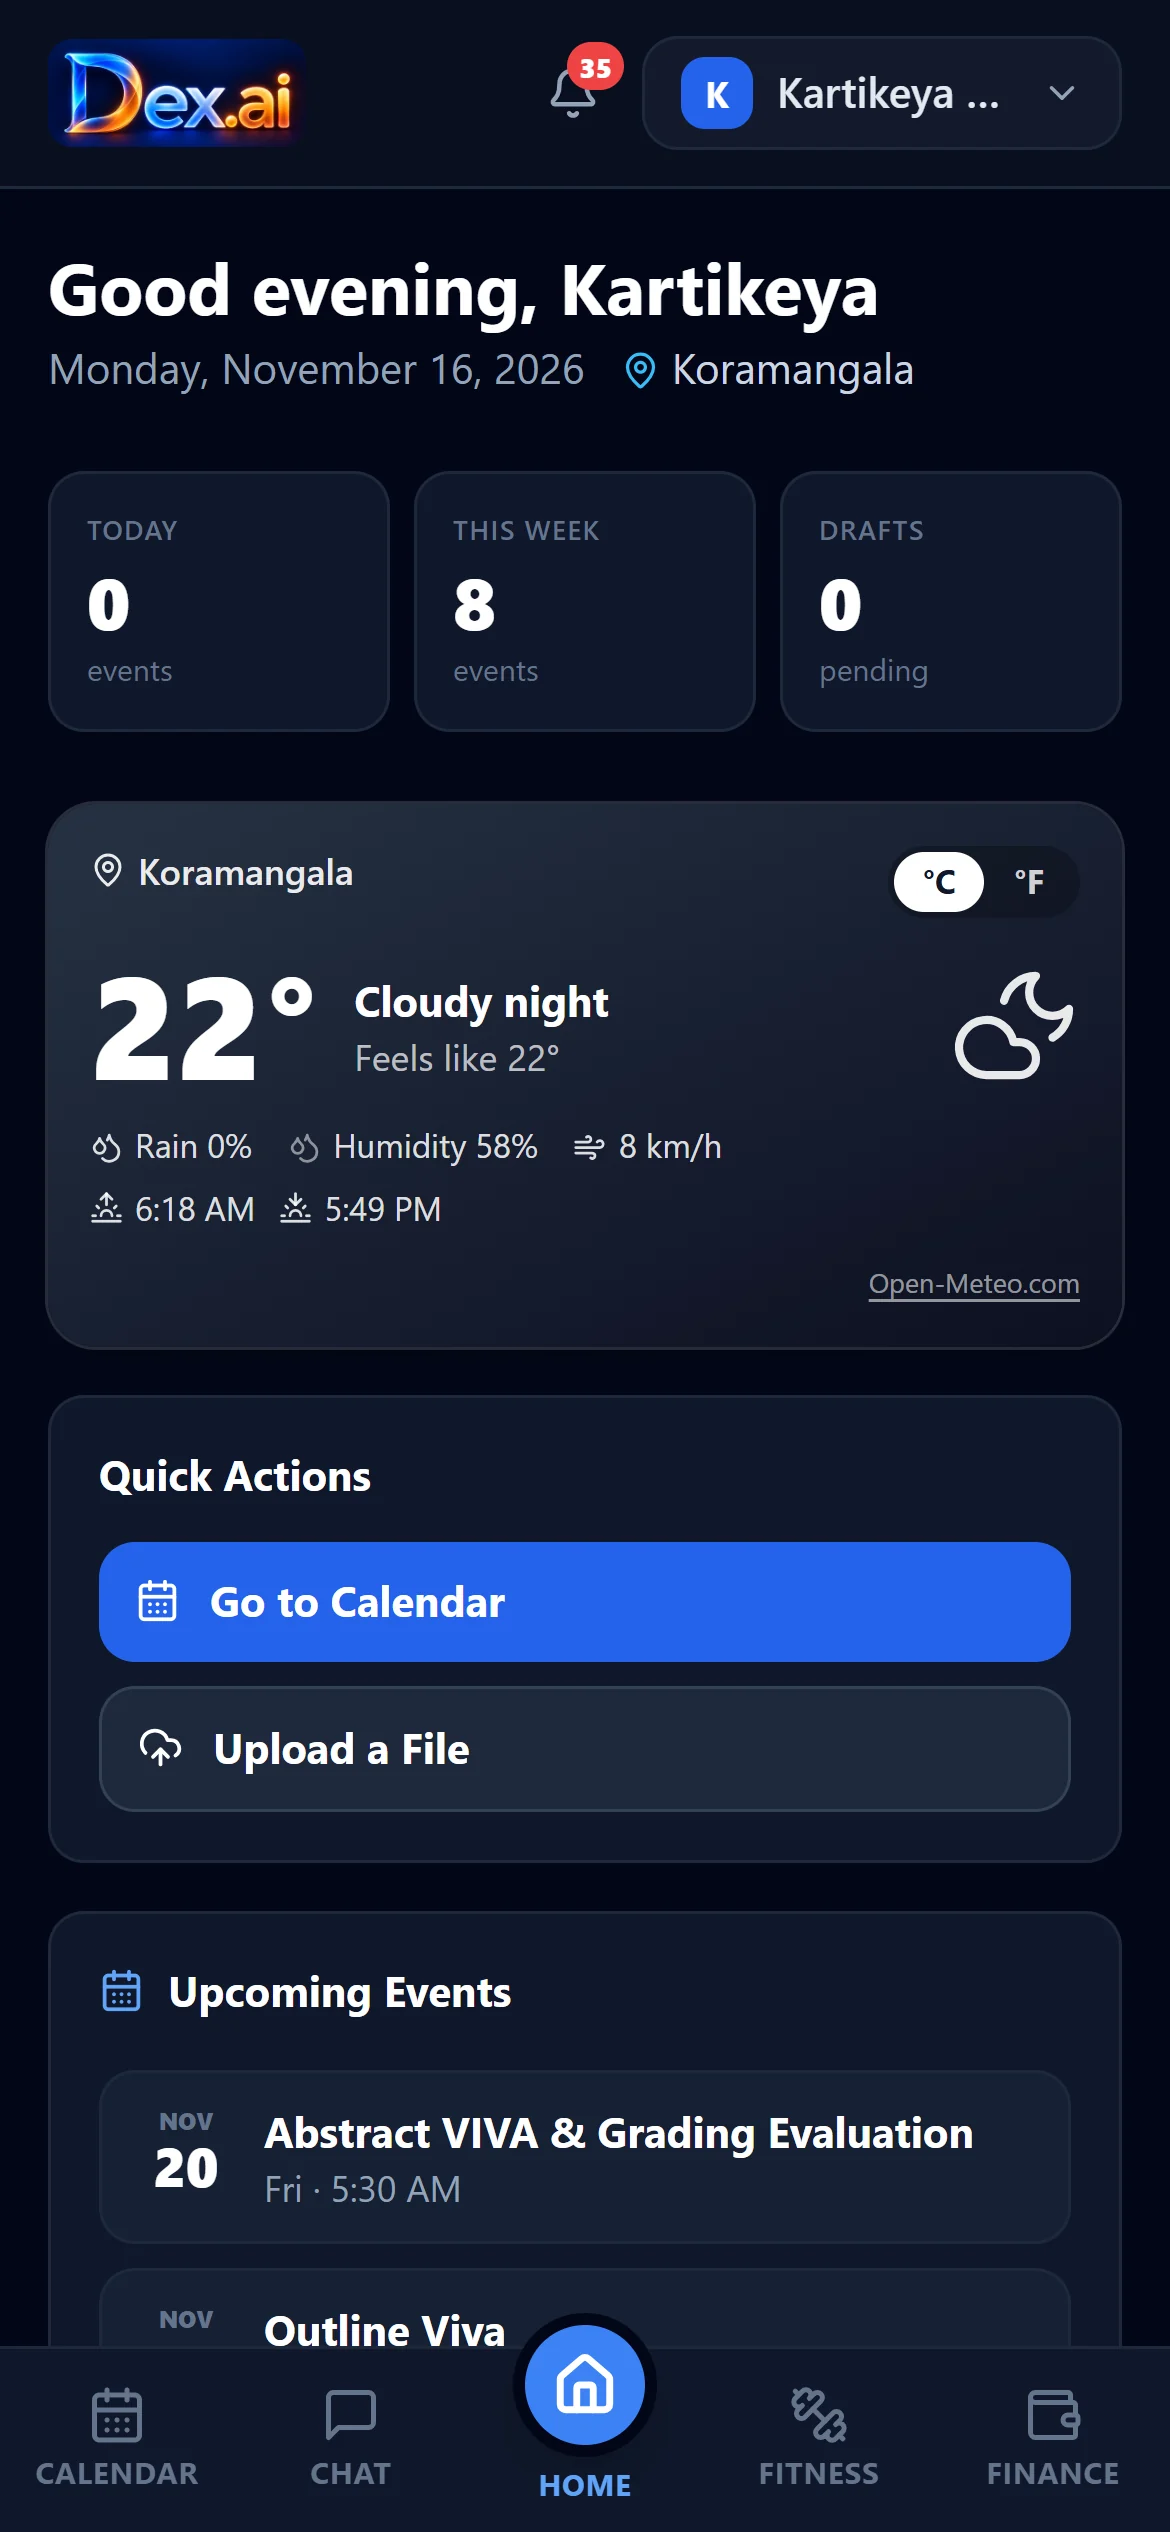 Dex.ai
35
K
Kartikeya ...
Good evening, Kartikeya
Monday, November 16, 2026
Koramangala
TODAY
0
events
THIS WEEK
8
events
DRAFTS
0
pending
Koramangala
°C
°F
22°
Cloudy night
Feels like 22°
Rain 0%
Humidity 58%
8 km/h
6:18 AM
5:49 PM
Open-Meteo.com
Quick Actions
Go to Calendar
Upload a File
Upcoming Events
NOV
20
Abstract VIVA & Grading Evaluation
Fri · 5:30 AM
NOV
Outline Viva
CALENDAR
CHAT
HOME
FITNESS
FINANCE